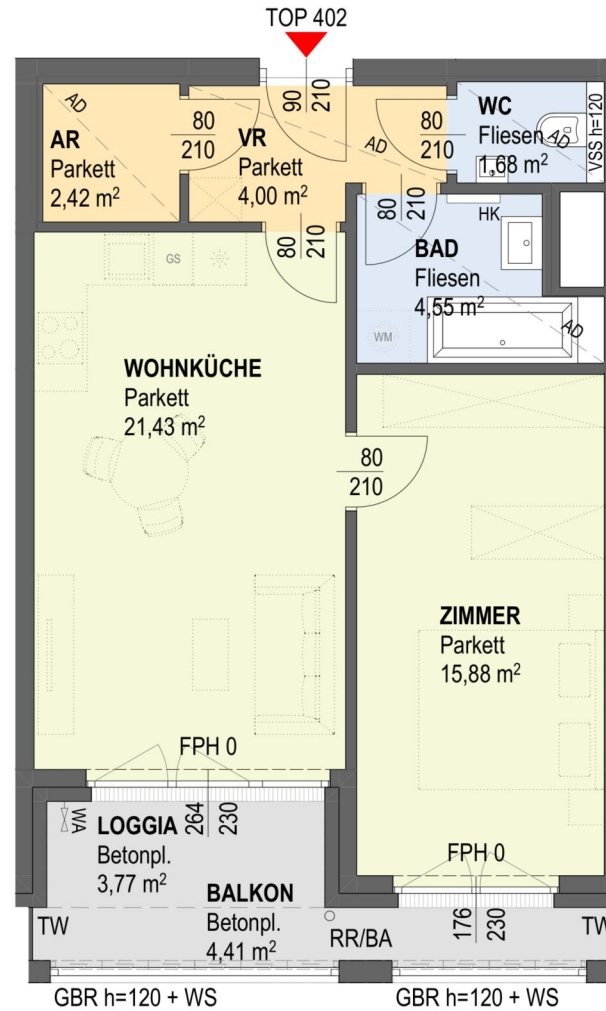 TOP 402
90
210
AD
AR
Parkett
2,42 m²
80
210
VR
Parkett
4,00 m²
AD
80
210
WC
Fliesen
1,68 m²
AD
VSS h=120
80
210
80
210
HK
BAD
Fliesen
4,55 m²
AD
WM
GS
WOHNKÜCHE
Parkett
21,43 m²
80
210
ZIMMER
Parkett
15,88 m²
FPH 0
264
230
WA
LOGGIA
Betonpl.
3,77 m²
FPH 0
176
230
BALKON
Betonpl.
4,41 m²
TW
RR/BA
TW
GBR h=120 + WS
GBR h=120 + WS